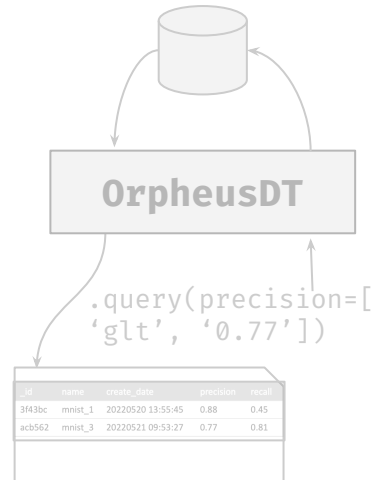 OrpheusDT
.query(precision=[
‘glt’, ‘0.77’])
_id name create_date precision recall
3f43bc mnist_1 20220520 13:55:45 0.88 0.45
acb562 mnist_3 20220521 09:53:27 0.77 0.81